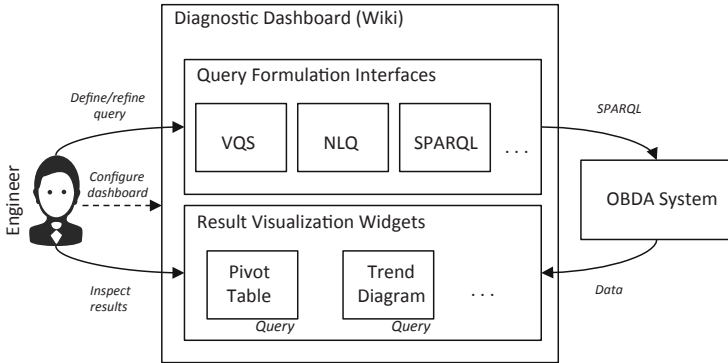 Diagnostic Dashboard (Wiki)
Query Formulation Interfaces
Define/refine
query
VQS
NLQ
SPARQL
. . .
SPARQL
Engineer
Configure
dashboard
OBDA System
Result Visualization Widgets
Pivot
Table
Query
Trend
Diagram
Query
. . .
Inspect
results
Data